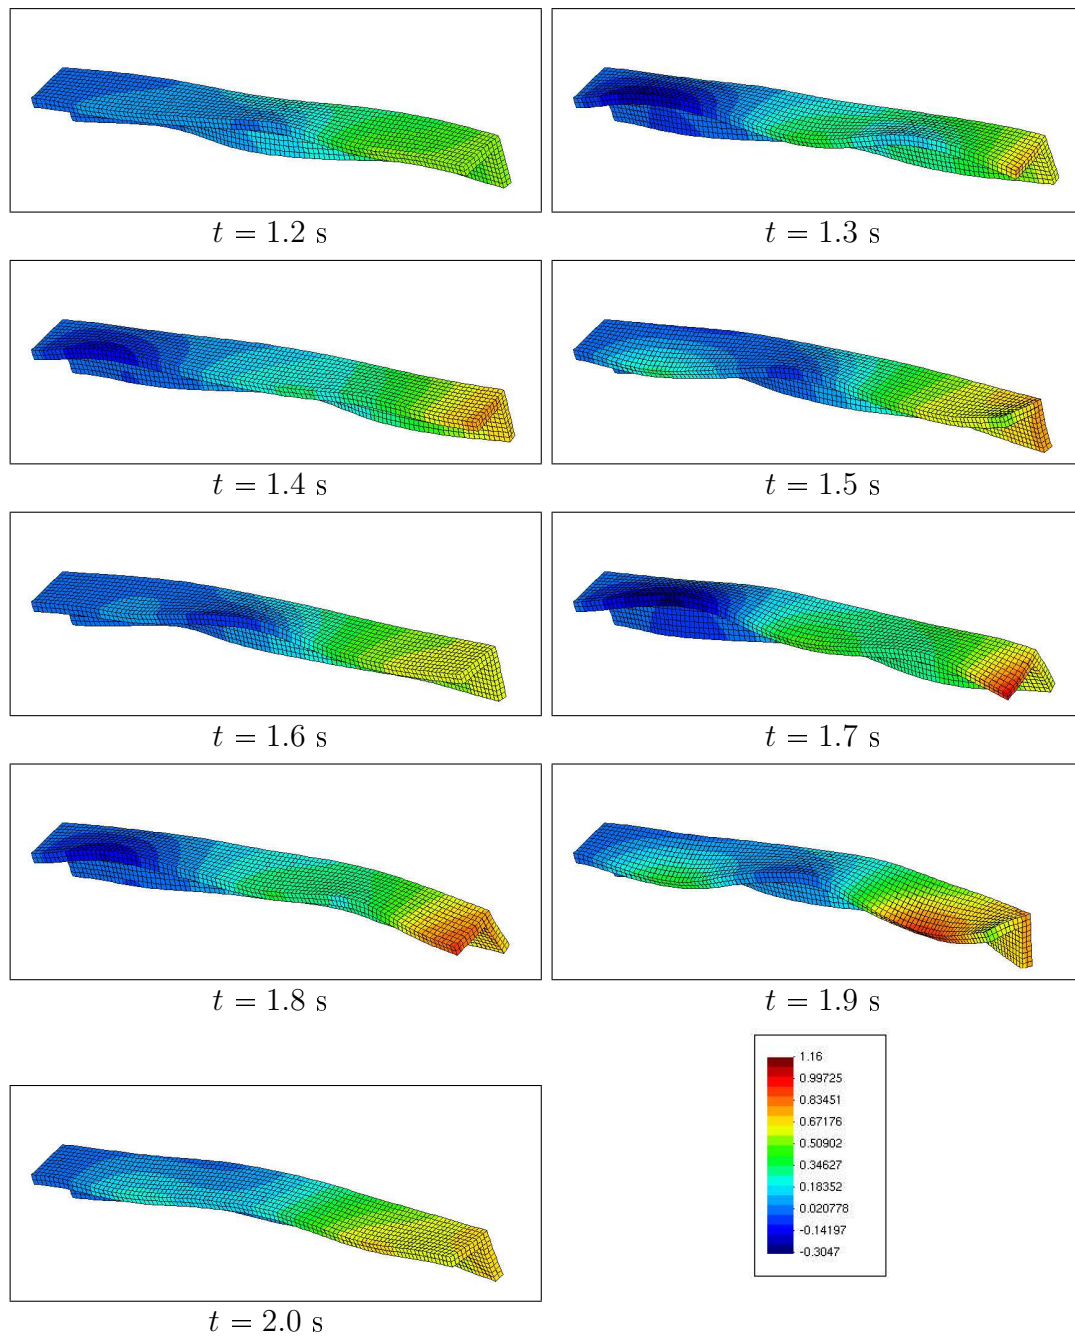 t = 1.2 s
t = 1.3 s
t = 1.4 s
t = 1.5 s
t = 1.6 s
t = 1.7 s
t = 1.8 s
t = 1.9 s
1.16
0.99725
0.83451
0.67176
0.50902
0.34627
0.18352
0.020778
-0.14197
-0.3047
t = 2.0 s